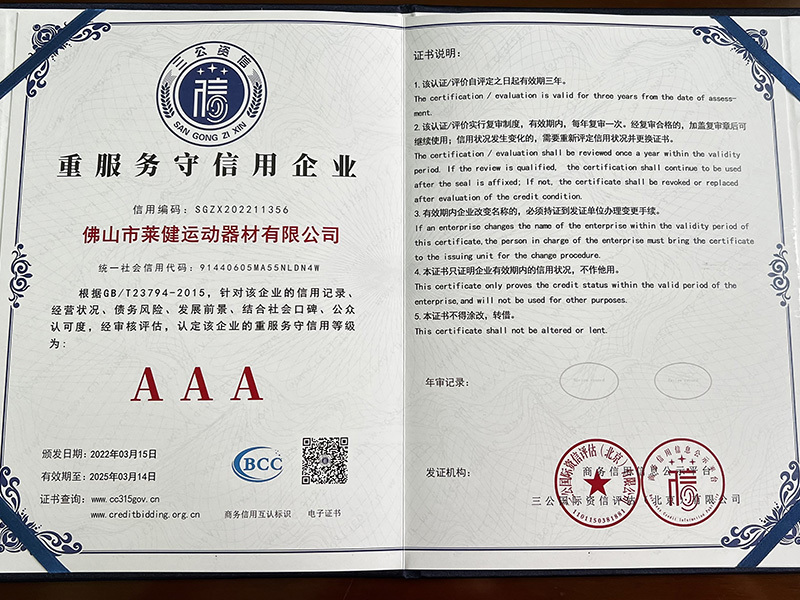 三公资信
SAN GONG ZI XIN
重服务守信用企业
信用编码：SGZX202211356
佛山市莱健运动器材有限公司
统一社会信用代码：91440605MA55NLDN4W
根据GB/T23794-2015，针对该企业的信用记录、
经营状况、债务风险、发展前景、结合社会口碑、公众
认可度，经审核评估，认定该企业的重服务守信用等级
为：
AAA
颁发日期：2022年03月15日
有效期至：2025年03月14日
证书查询：www.cc315gov.cn
www.creditbidding.org.cn
BCC
商务信用互认标识
电子证书
证书说明：
1. 该认证/评价自评定之日起有效期三年。
The certification / evaluation is valid for three years from the date of assess-
ment.
2. 该认证/评价实行复审制度，有效期内，每年复审一次。经复审合格的，加盖复审章后可
继续使用；信用状况发生变化的，需要重新评定信用状况并更换证书。
The certification / evaluation shall be reviewed once a year within the validity
period. If the review is qualified, the certification shall continue to be used
after the seal is affixed; If not, the certificate shall be revoked or replaced
after evaluation of the credit condition.
3. 有效期内企业改变名称的，必须持证到发证单位办理变更手续。
If an enterprise changes the name of the enterprise within the validity period of
this certificate, the person in charge of the enterprise must bring the certificate
to the issuing unit for the change procedure.
4. 本证书只证明企业有效期内的信用状况，不作他用。
This certificate only proves the credit status within the valid period of the
enterprise, and will not be used for other purposes.
5. 本证书不得涂改，转借。
This certificate shall not be altered or lent.
年审记录：
发证机构：
商务信用信息公示平台
三公国际资信评估（北京）有限公司